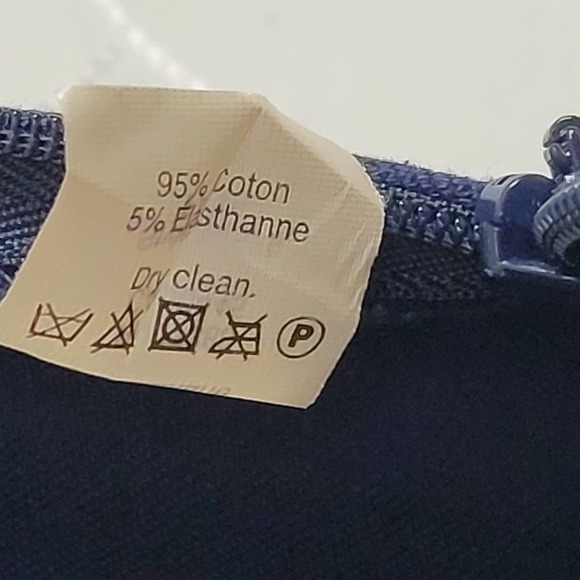 95% Coton
5% Elasthanne
Dry clean.
P